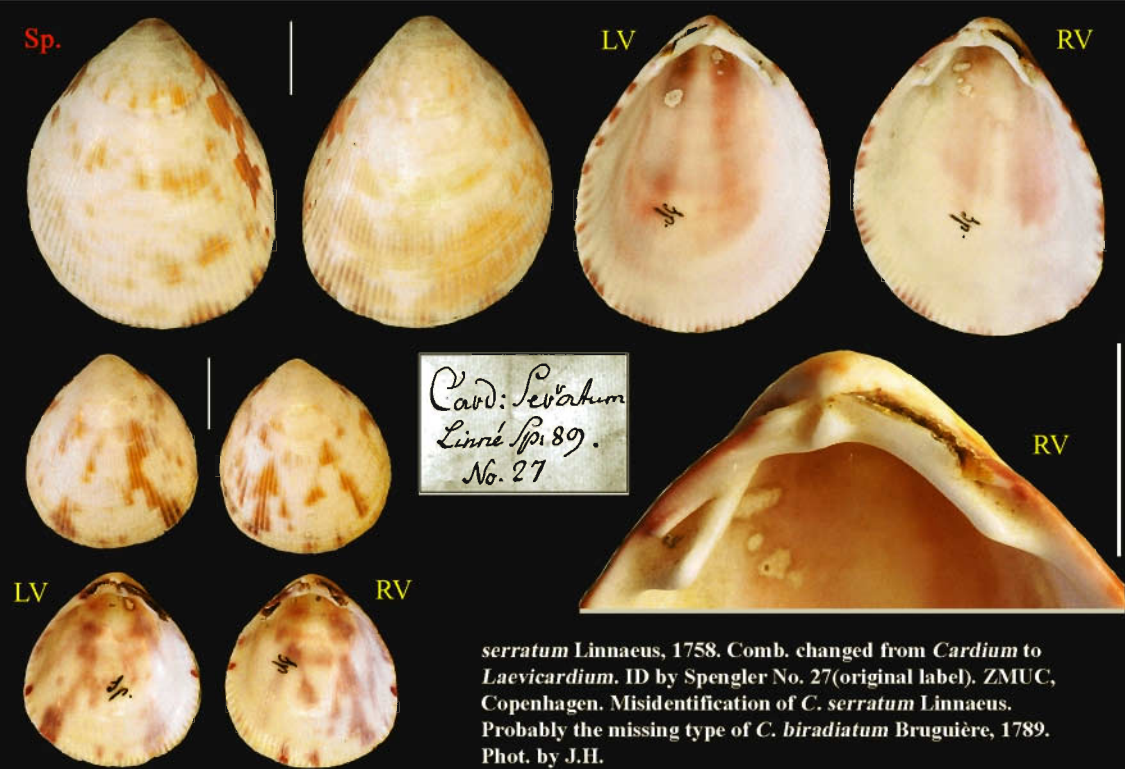 Sp.
LV
RV
Card: Serratum
Linné Sp. 89.
No. 27
RV
LV
RV
serratum Linnaeus, 1758. Comb. changed from Cardium to
Laevicardium. ID by Spengler No. 27(original label). ZMUC,
Copenhagen. Misidentification of C. serratum Linnaeus.
Probably the missing type of C. biradiatum Bruguière, 1789.
Phot. by J.H.